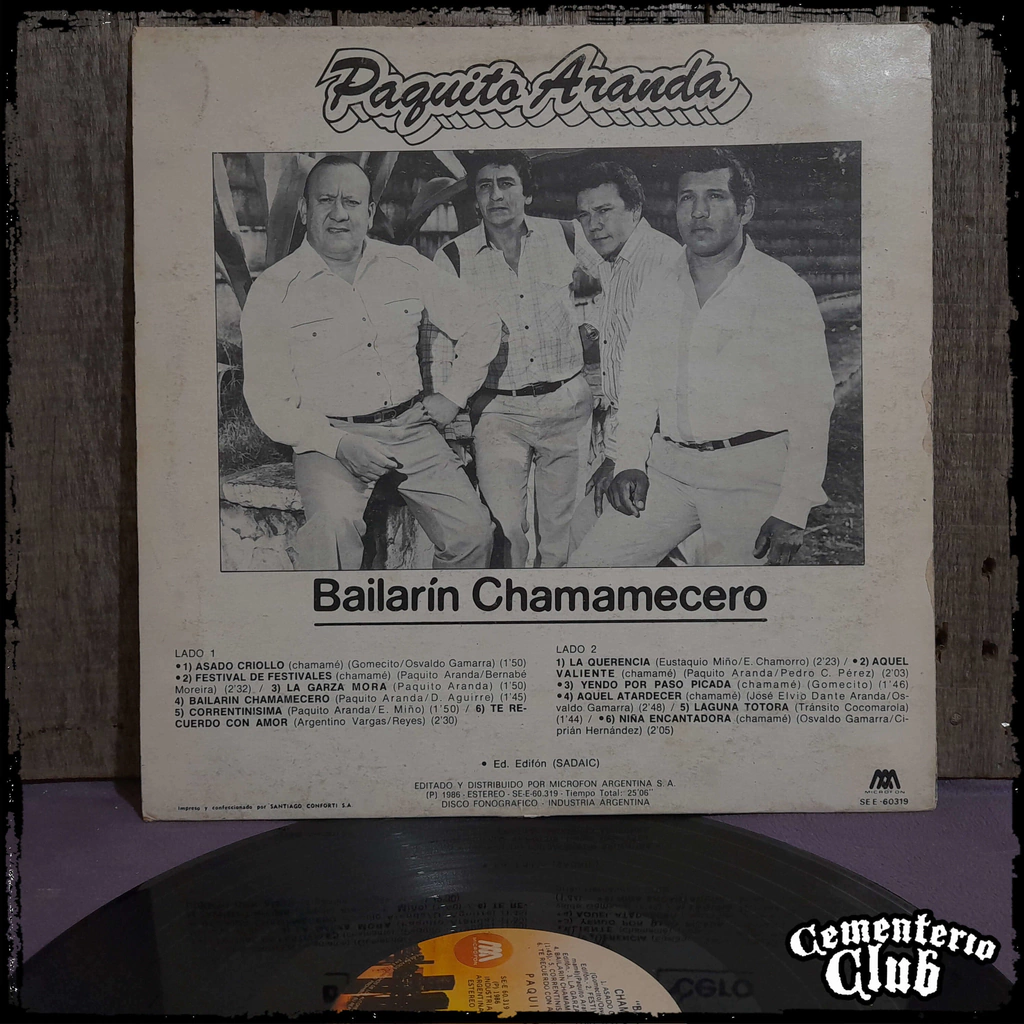 Paquito Aranda
Bailarín Chamamecero
LADO 1
•1) ASADO CRIOLLO (chamamé) (Gomecito/Osvaldo Gamarra) (1'50)
•2) FESTIVAL DE FESTIVALES (chamamé) (Paquito Aranda/Bernabé
Moreira) (2'32) / 3) LA GARZA MORA (Paquito Aranda) (1'50)
4) BAILARIN CHAMAMECERO (Paquito Aranda/D. Aguirre) (1'45)
5) CORRENTINISIMA (Paquito Aranda/E. Miño) (1'50) / 6) TE RE-
CUERDO CON AMOR (Argentino Vargas/Reyes) (2'30)
LADO 2
1) LA QUERENCIA (Eustaquio Miño/E. Chamorro) (2'23) / •2) AQUEL
VALIENTE (chamamé) (Paquito Aranda/Pedro C. Pérez) (2'03)
•3) YENDO POR PASO PICADA (chamamé) (Gomecito) (1'46)
•4) AQUEL ATARDECER (chamamé) (José Elvio Dante Aranda/Os-
valdo Gamarra) (2'48) / 5) LAGUNA TOTORA (Tránsito Cocomarola)
(1'44) / •6) NIÑA ENCANTADORA (chamamé) (Osvaldo Gamarra/Ci-
prián Hernández) (2'05)
• Ed. Edifón (SADAIC)
EDITADO Y DISTRIBUIDO POR MICROFON ARGENTINA S.A.
(P) 1986 - ESTEREO - SE-E-60.319 - Tiempo Total: 25'06"
DISCO FONOGRAFICO - INDUSTRIA ARGENTINA
Impreso y confeccionado por SANTIAGO CONFORTI S.A.
MICROFON
SE E -60319
SE-E 60.319
(P) 1986
INDUSTRIA
ARGENTINA
ESTEREO
Cementerio
Club